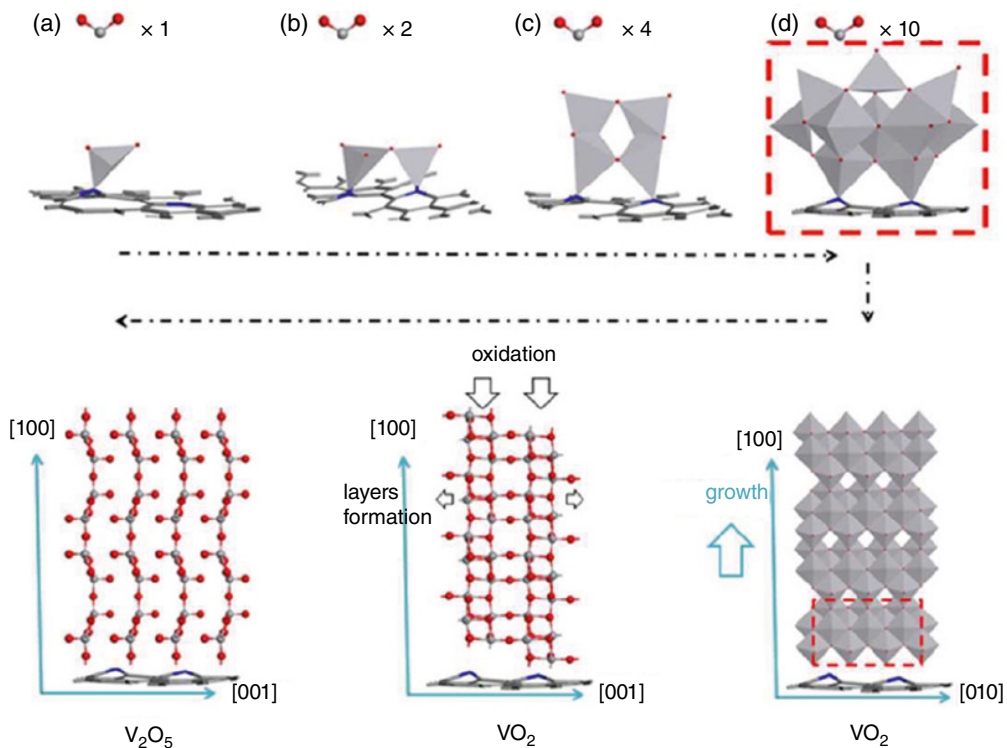 (a) × 1
(b) × 2
(c) × 4
(d) × 10
oxidation
[100]
[001]
V₂O₅
[100]
layers
formation
[001]
VO₂
[100]
growth
[010]
VO₂